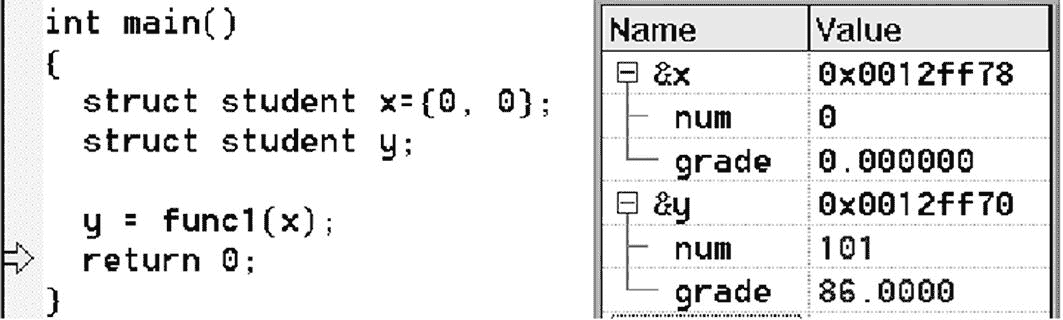 int main()
{
struct student x={0, 0};
struct student y;
y = func1(x);
return 0;
}
Name Value
&x 0x0012ff78
num 0
grade 0.000000
&y 0x0012ff70
num 101
grade 86.0000